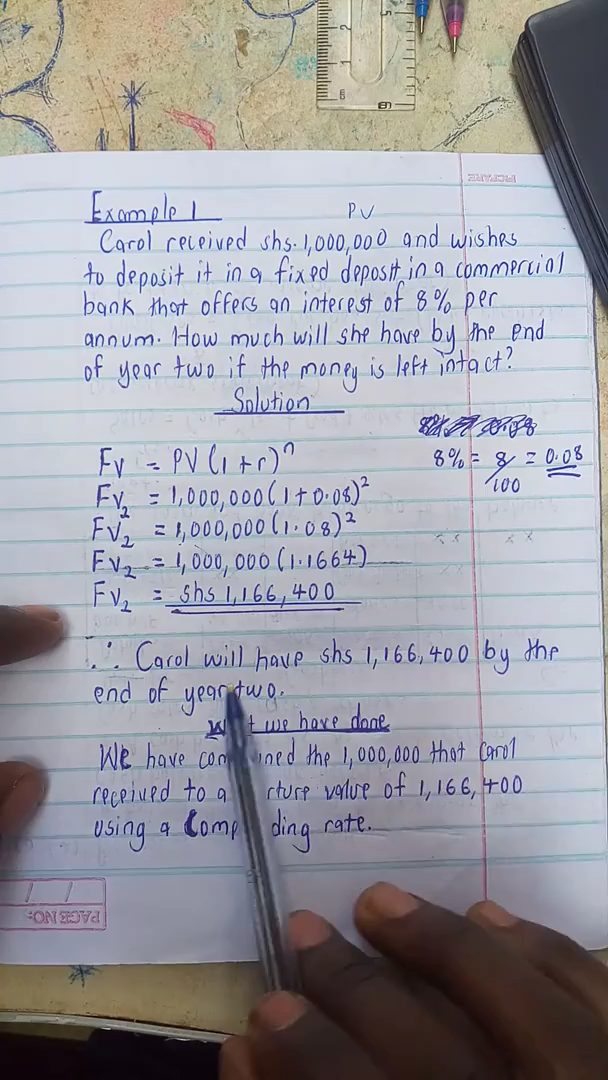 Example 1
PV
Carol received shs. 1,000,000 and wishes
to deposit it in a fixed deposit in a commercial
bank that offers an interest of 8% per
annum. How much will she have by the end
of year two if the money is left intact?
Solution
FV = PV(1+r)^n
8% = 8/100 = 0.08
FV₂ = 1,000,000(1+0.08)²
FV₂ = 1,000,000(1.08)²
FV₂ = 1,000,000(1.1664)
FV₂ = shs 1,166,400
∴ Carol will have shs 1,166,400 by the
end of year two.
we have done
We have the 1,000,000 that Carol
received to a value of 1,166,400
using a rate.
PAGE NO: